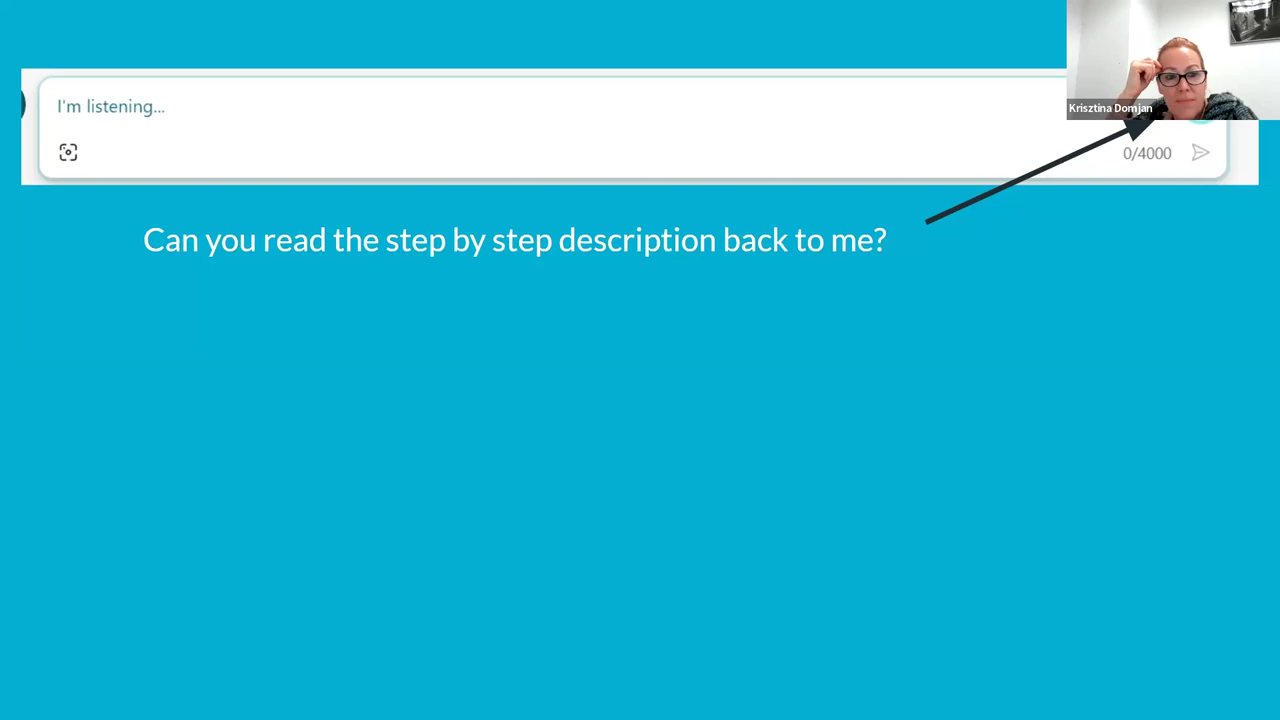 I'm listening...
Krisztina Domjan
0/4000
Can you read the step by step description back to me?